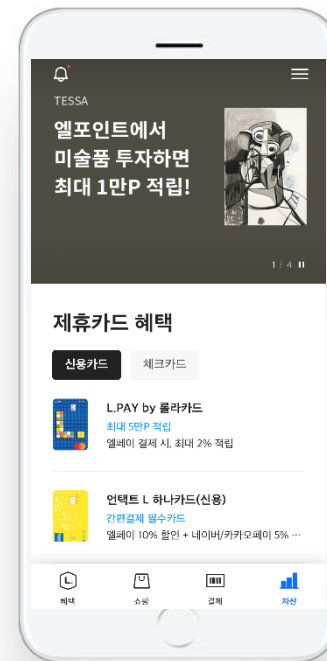 TESSA
엘포인트에서
미술품 투자하면
최대 1만P 적립!
1 / 4
제휴카드 혜택
신용카드 체크카드
L.PAY by 롤라카드
최대 5만P 적립
엘페이 결제 시, 최대 2% 적립
언택트 L 하나카드(신용)
간편결제 필수카드
엘페이 10% 할인 + 네이버/카카오페이 5% ···
L
혜택 쇼핑 결제 자산